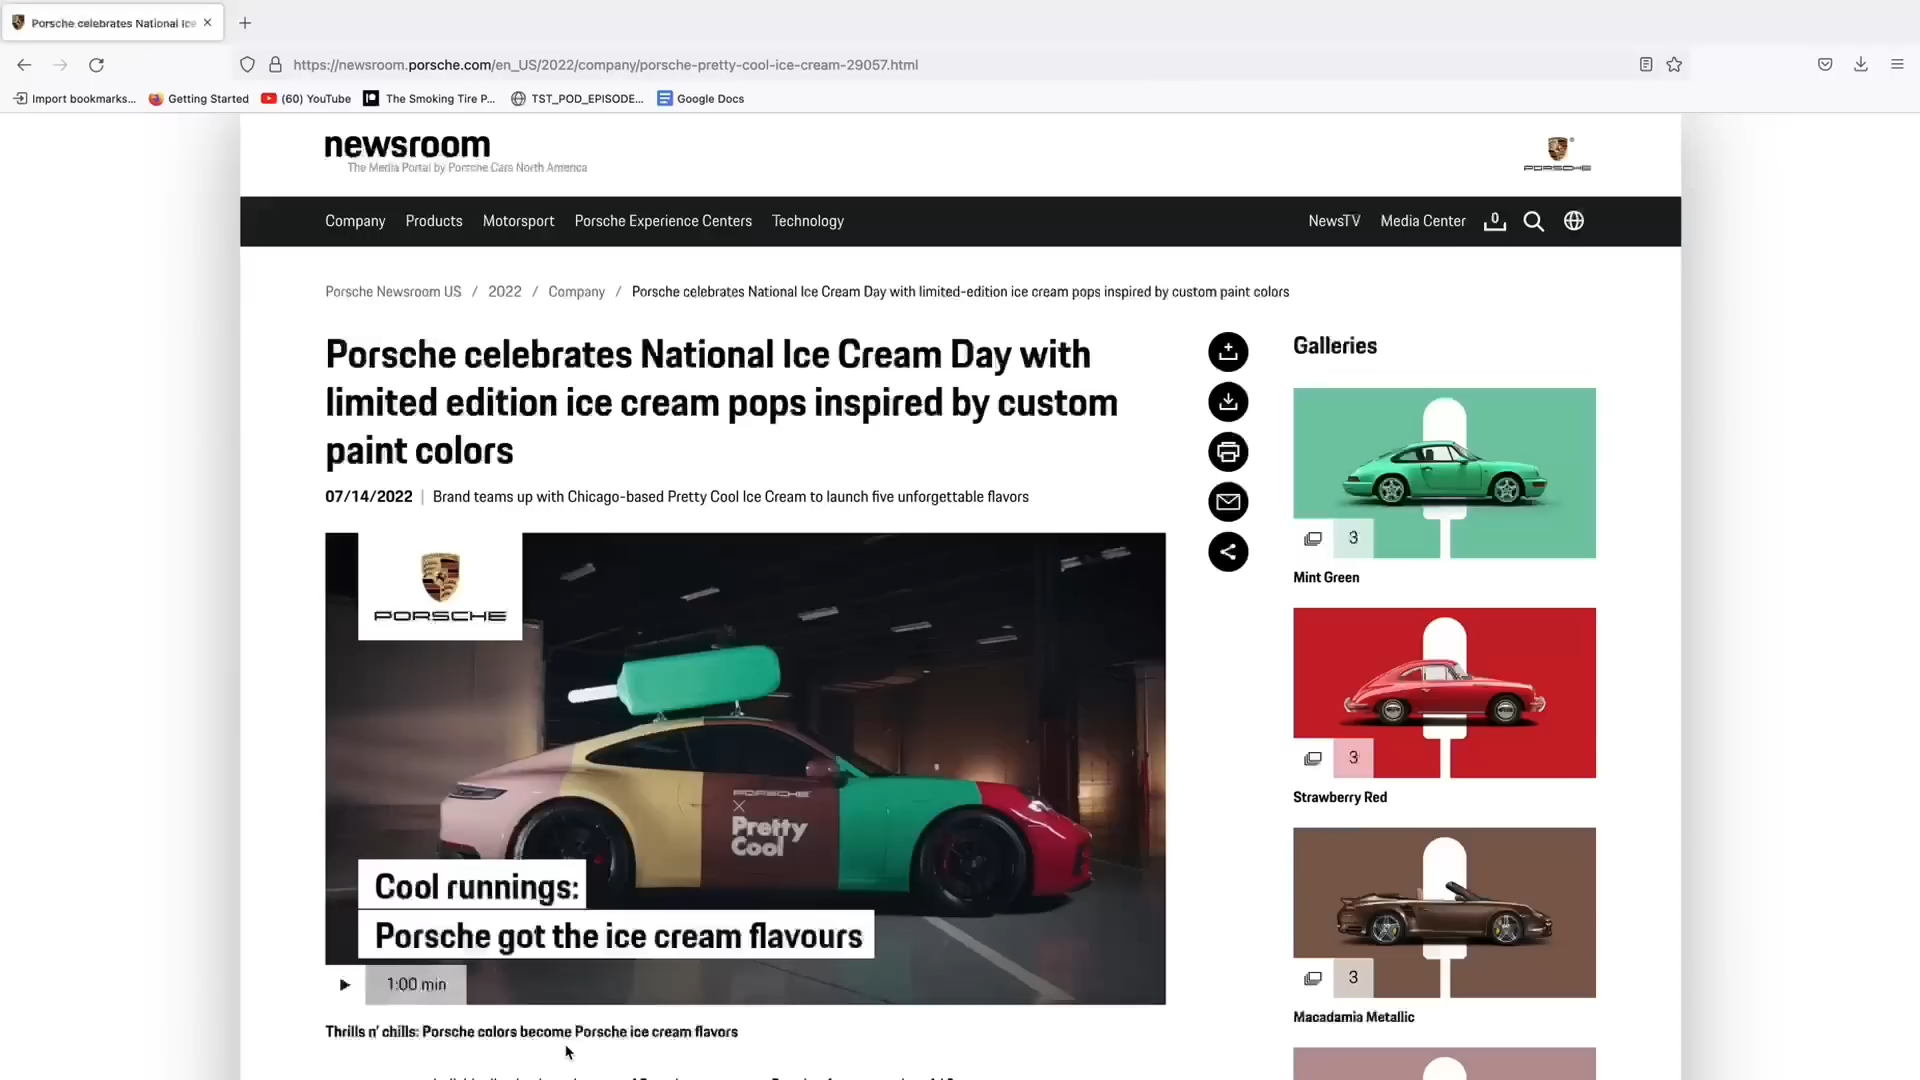 Porsche celebrates National Ice
https://newsroom.porsche.com/en_US/2022/company/porsche-pretty-cool-ice-cream-29057.html
Import bookmarks...
Getting Started
(60) YouTube
The Smoking Tire P...
TST_POD_EPISODE...
Google Docs
newsroom
The Media Portal by Porsche Cars North America
PORSCHE
Company
Products
Motorsport
Porsche Experience Centers
Technology
NewsTV
Media Center
0
Porsche Newsroom US / 2022 / Company / Porsche celebrates National Ice Cream Day with limited-edition ice cream pops inspired by custom paint colors
Porsche celebrates National Ice Cream Day with
limited edition ice cream pops inspired by custom
paint colors
07/14/2022 | Brand teams up with Chicago-based Pretty Cool Ice Cream to launch five unforgettable flavors
PORSCHE
PORSCHE
X
Pretty
Cool
Cool runnings:
Porsche got the ice cream flavours
1:00 min
Thrills n' chills: Porsche colors become Porsche ice cream flavors
Galleries
3
Mint Green
3
Strawberry Red
3
Macadamia Metallic